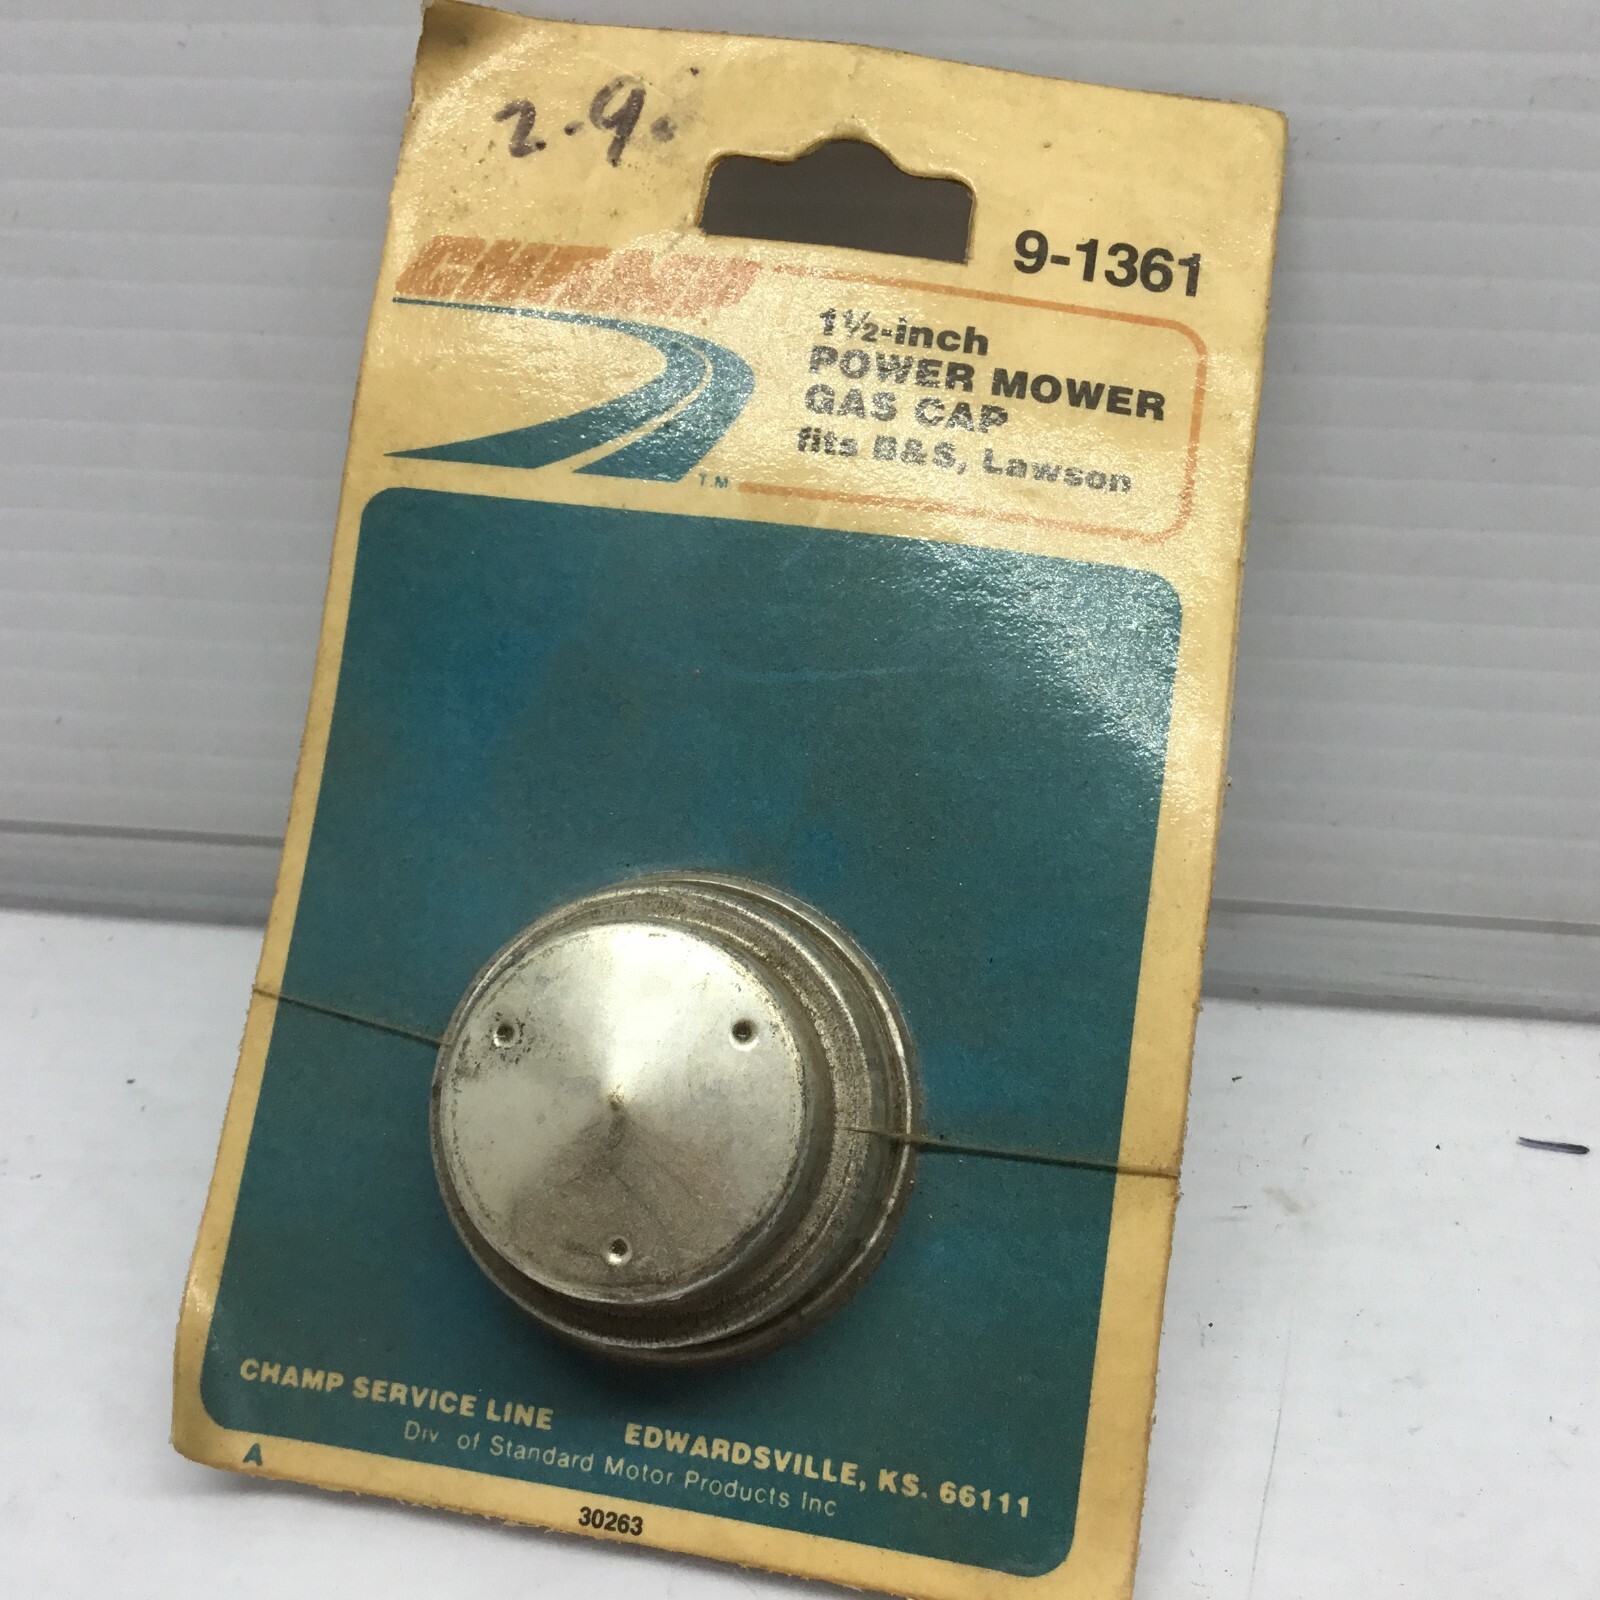 2.9.
9-1361
CHAMP
1½-inch
POWER MOWER
GAS CAP
fits B&S, Lawson
T.M
CHAMP SERVICE LINE EDWARDSVILLE, KS. 66111
Div. of Standard Motor Products Inc
A
30263